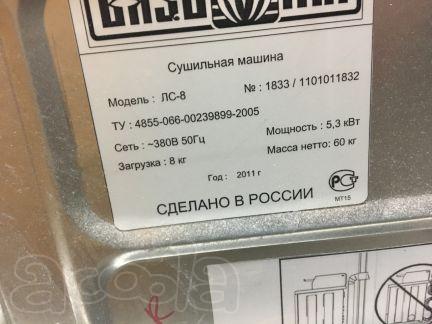 Сушильная машина
Модель : ЛС-8 № : 1833 / 1101011832
ТУ : 4855-066-00239899-2005
Сеть : ~380В 50Гц Мощность : 5,3 кВт
Загрузка : 8 кг Масса нетто: 60 кг
Год : 2011 г
СДЕЛАНО В РОССИИ
МТ15
acoola